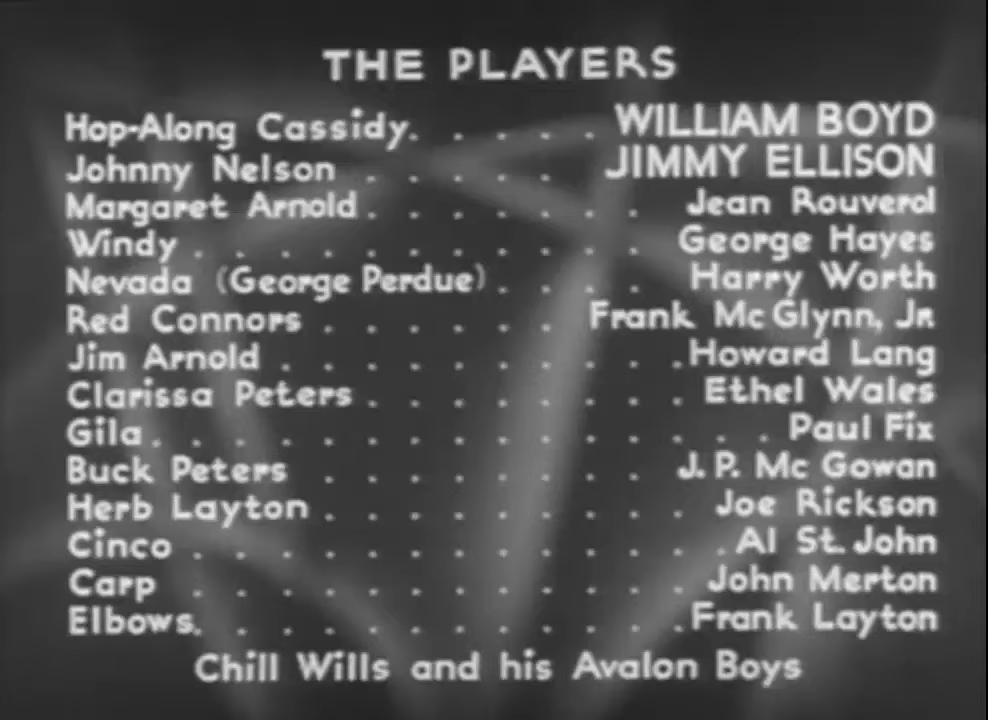 THE PLAYERS
Hop-Along Cassidy. . . . . . WILLIAM BOYD
Johnny Nelson . . . . . JIMMY ELLISON
Margaret Arnold. . . . . . . Jean Rouverol
Windy . . . . . . . . . . . George Hayes
Nevada (George Perdue) . . . . Harry Worth
Red Connors . . . . . . Frank McGlynn, Jr.
Jim Arnold . . . . . . . . . . Howard Lang
Clarissa Peters . . . . . . . . Ethel Wales
Gila. . . . . . . . . . . . . . . Paul Fix
Buck Peters . . . . . . . . J. P. Mc Gowan
Herb Layton . . . . . . . . . Joe Rickson
Cinco . . . . . . . . . . . . . Al St. John
Carp . . . . . . . . . . . . John Merton
Elbows. . . . . . . . . . . . Frank Layton
Chill Wills and his Avalon Boys